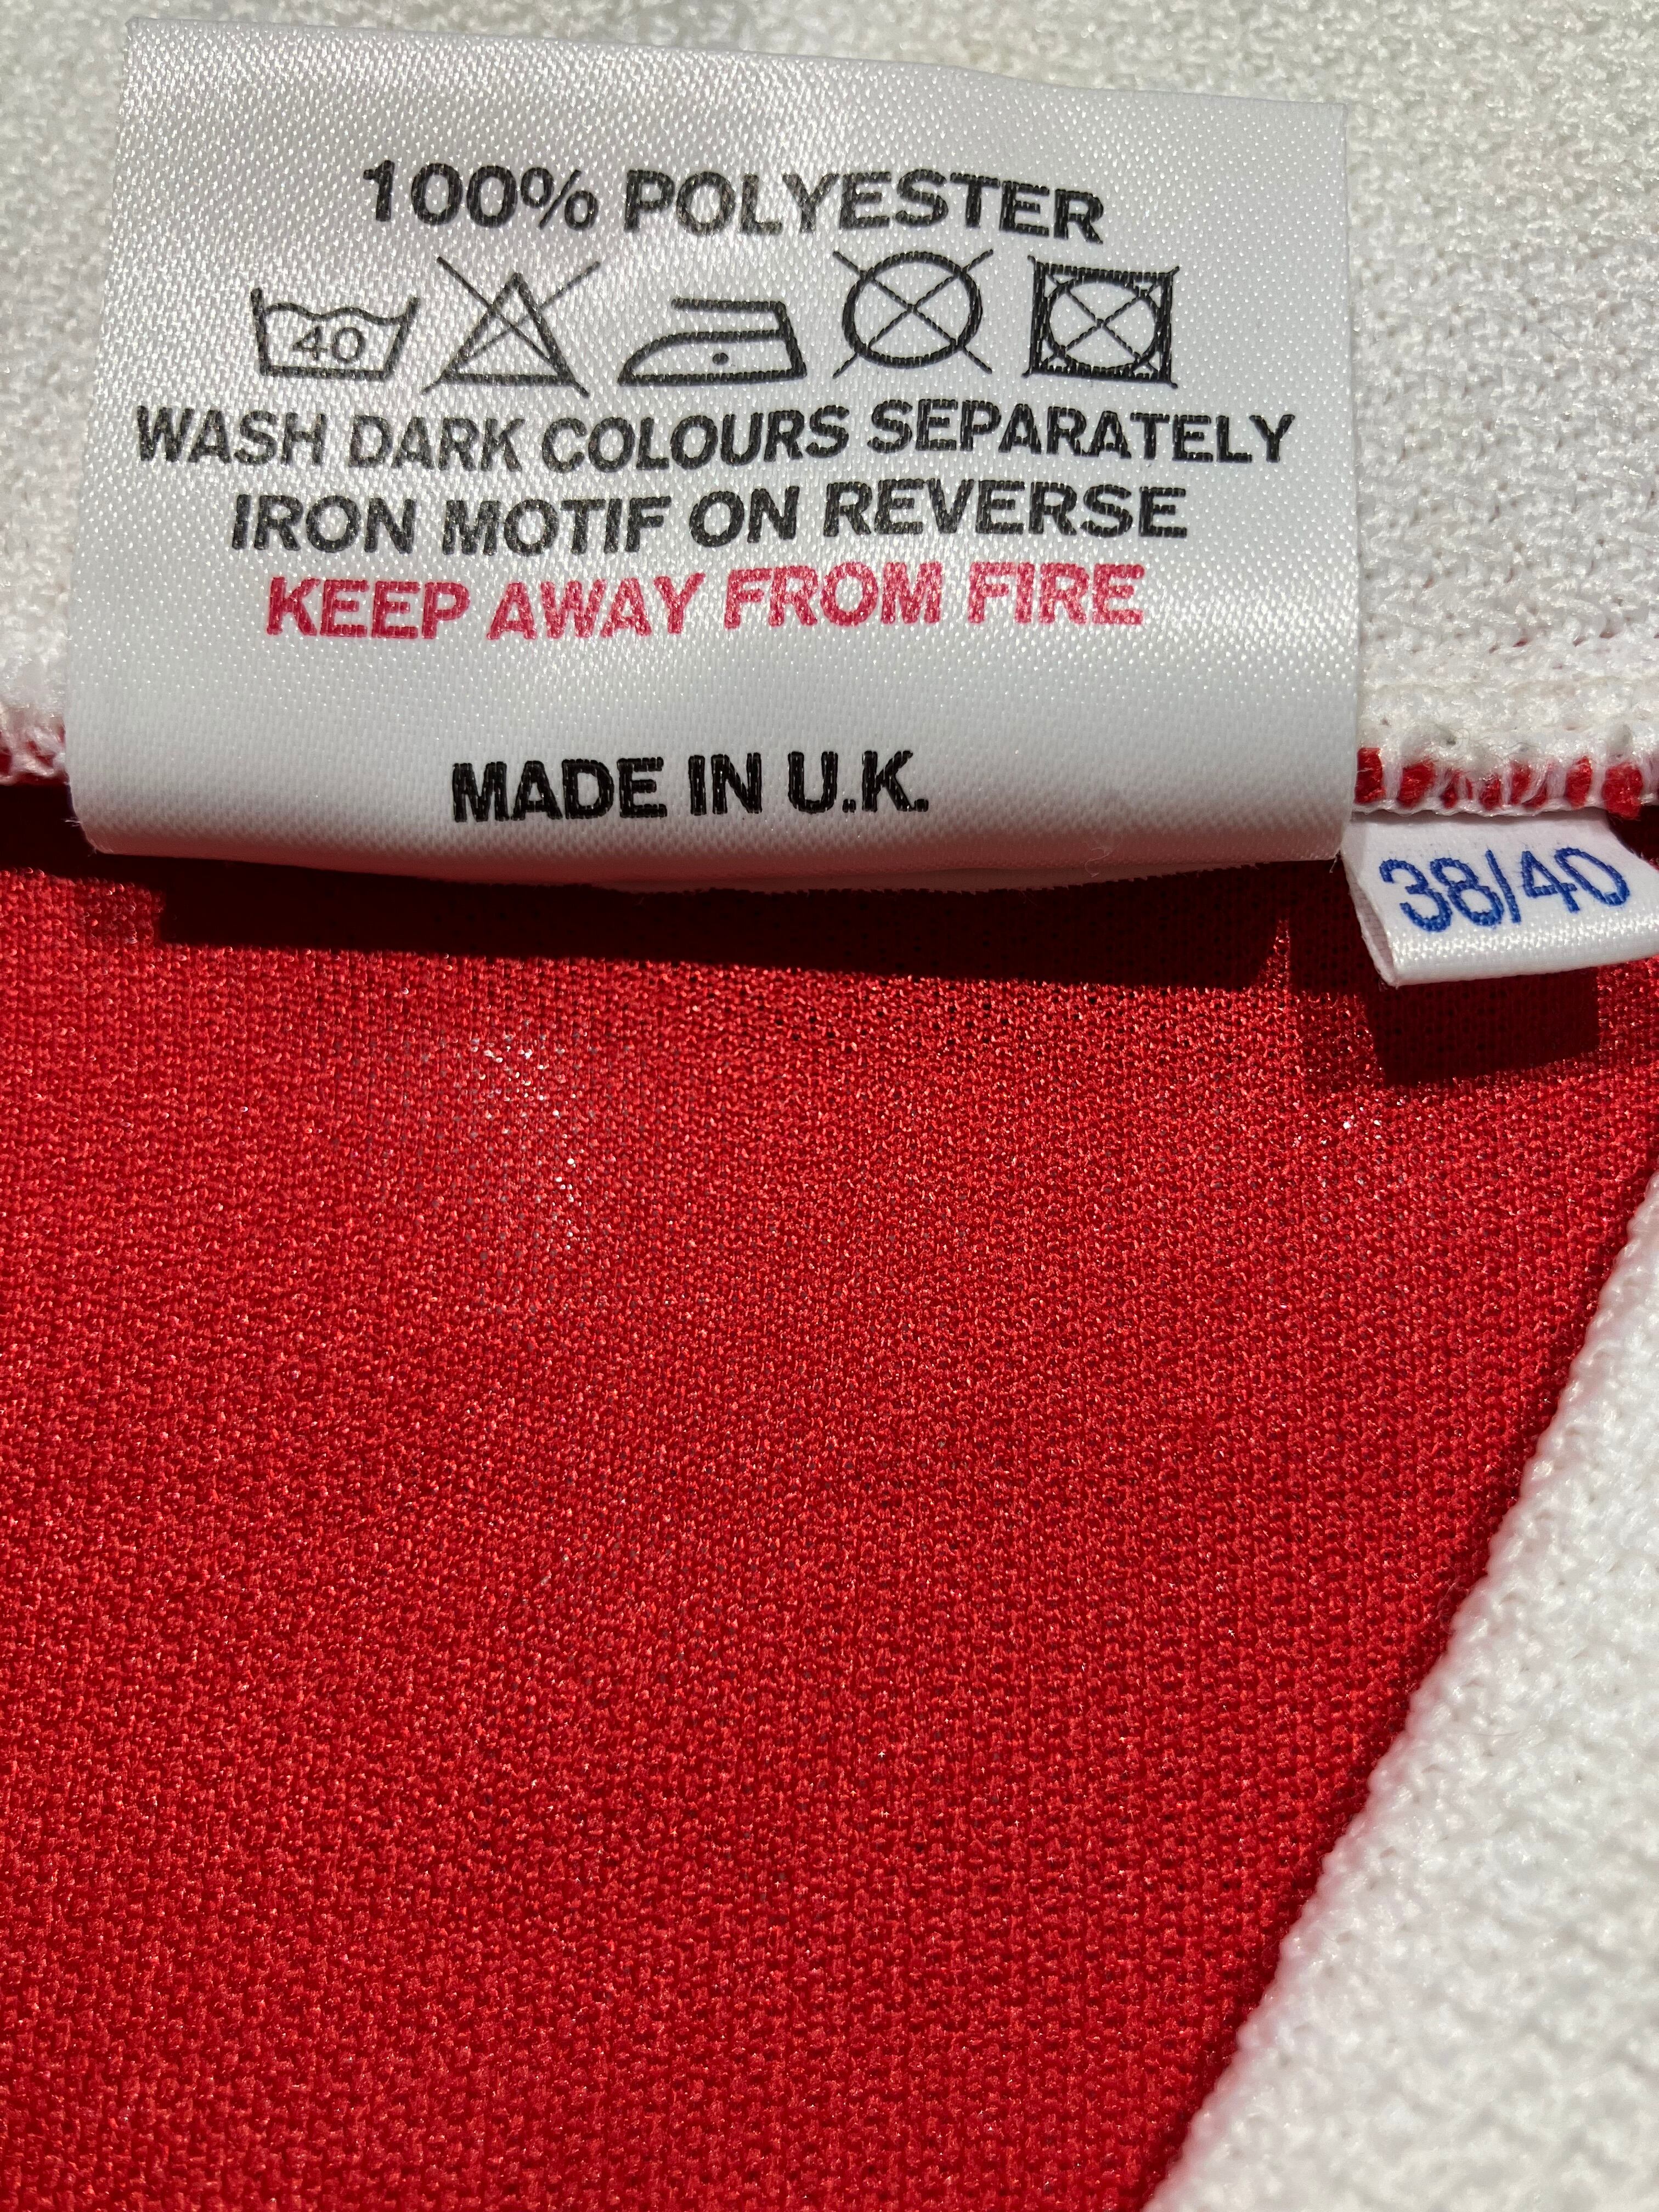 100% POLYESTER
40
WASH DARK COLOURS SEPARATELY
IRON MOTIF ON REVERSE
KEEP AWAY FROM FIRE
MADE IN U.K.
38/40